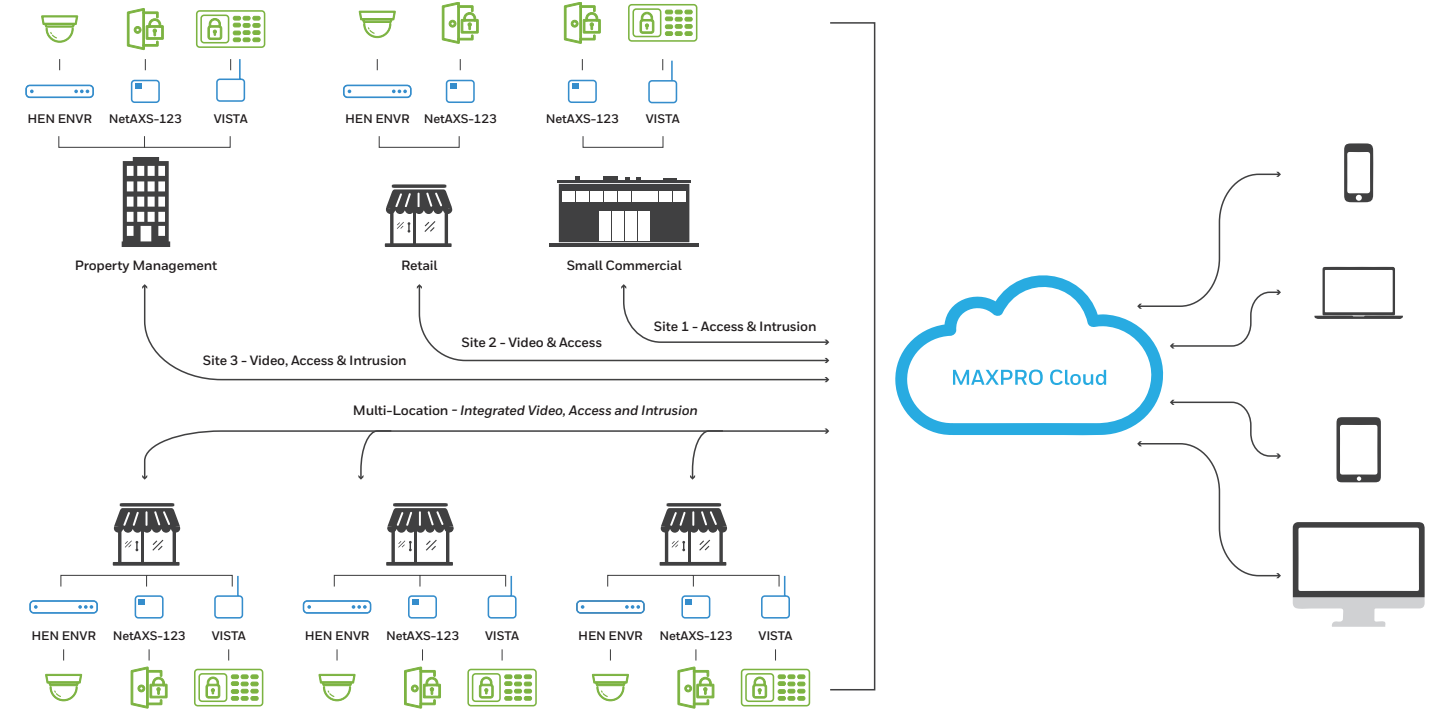 HEN ENVR NetAXS-123 VISTA
HEN ENVR NetAXS-123
NetAXS-123 VISTA
Property Management
Retail
Small Commercial
Site 1 - Access & Intrusion
Site 2 - Video & Access
Site 3 - Video, Access & Intrusion
Multi-Location - Integrated Video, Access and Intrusion
MAXPRO Cloud
HEN ENVR NetAXS-123 VISTA
HEN ENVR NetAXS-123 VISTA
HEN ENVR NetAXS-123 VISTA